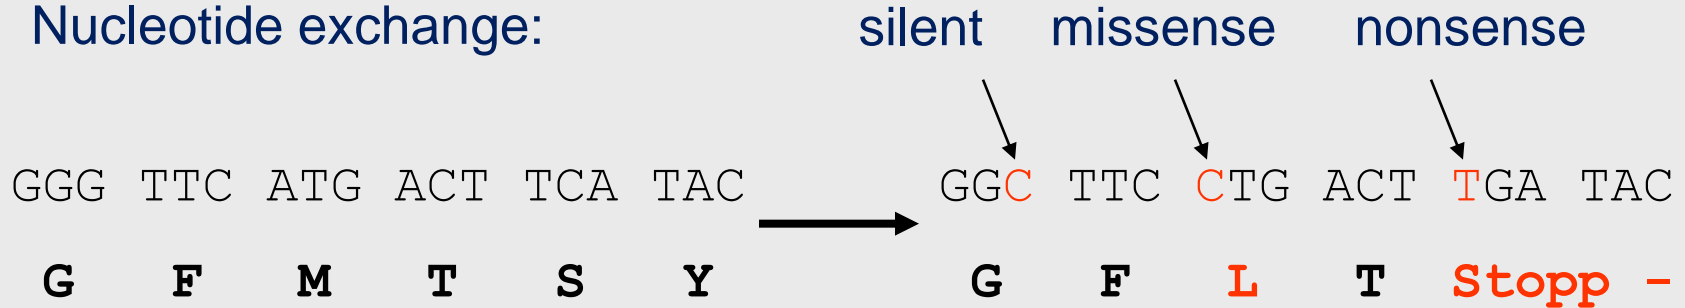 Nucleotide exchange: silent missense nonsense
GGG TTC ATG ACT TCA TAC GGC TTC CTG ACT TGA TAC
G F M T S Y G F L T Stopp -